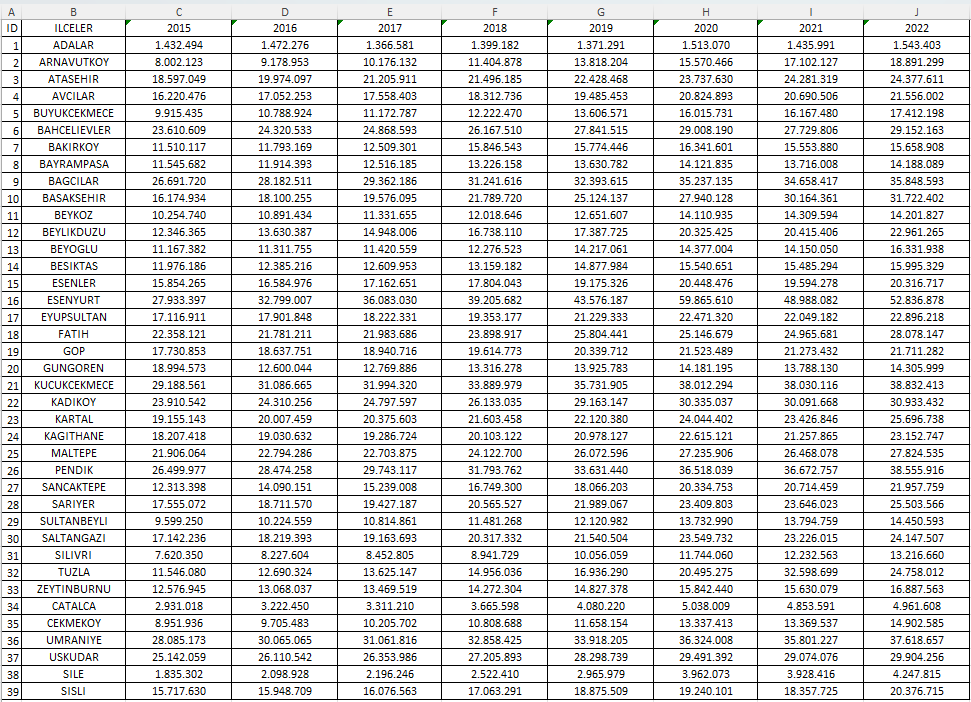 A B C D E F G H I J
ID ILCELER 2015 2016 2017 2018 2019 2020 2021 2022
1 ADALAR 1.432.494 1.472.276 1.366.581 1.399.182 1.371.291 1.513.070 1.435.991 1.543.403
2 ARNAVUTKOY 8.002.123 9.178.953 10.176.132 11.404.878 13.818.204 15.570.466 17.102.127 18.891.299
3 ATASEHIR 18.597.049 19.974.097 21.205.911 21.496.185 22.428.468 23.737.630 24.281.319 24.377.611
4 AVCILAR 16.220.476 17.052.253 17.558.403 18.312.736 19.485.453 20.824.893 20.690.506 21.556.002
5 BUYUKCEKMECE 9.915.435 10.788.924 11.172.787 12.222.470 13.606.571 16.015.731 16.167.480 17.412.198
6 BAHCELIEVLER 23.610.609 24.320.533 24.868.593 26.167.510 27.841.515 29.008.190 27.729.806 29.152.163
7 BAKIRKOY 11.510.117 11.793.169 12.509.301 15.846.543 15.774.446 16.341.601 15.553.880 15.658.908
8 BAYRAMPASA 11.545.682 11.914.393 12.516.185 13.226.158 13.630.782 14.121.835 13.716.008 14.188.089
9 BAGCILAR 26.691.720 28.182.511 29.362.186 31.241.616 32.393.615 35.237.135 34.658.417 35.848.593
10 BASAKSEHIR 16.174.934 18.100.255 19.576.095 21.789.720 25.124.137 27.940.128 30.164.361 31.722.402
11 BEYKOZ 10.254.740 10.891.434 11.331.655 12.018.646 12.651.607 14.110.935 14.309.594 14.201.827
12 BEYLIKDUZU 12.346.365 13.630.387 14.948.006 16.738.110 17.387.725 20.325.425 20.415.406 22.961.265
13 BEYOGLU 11.167.382 11.311.755 11.420.559 12.276.523 14.217.061 14.377.004 14.150.050 16.331.938
14 BESIKTAS 11.976.186 12.385.216 12.609.953 13.159.182 14.877.984 15.540.651 15.485.294 15.995.329
15 ESENLER 15.854.265 16.584.976 17.162.651 17.804.043 19.175.326 20.448.476 19.594.278 20.316.717
16 ESENYURT 27.933.397 32.799.007 36.083.030 39.205.682 43.576.187 59.865.610 48.988.082 52.836.878
17 EYUPSULTAN 17.116.911 17.901.848 18.222.331 19.353.177 21.229.333 22.471.320 22.049.182 22.896.218
18 FATIH 22.358.121 21.781.211 21.983.686 23.898.917 25.804.441 25.146.679 24.965.681 28.078.147
19 GOP 17.730.853 18.637.751 18.940.716 19.614.773 20.339.712 21.523.489 21.273.432 21.711.282
20 GUNGOREN 18.994.573 12.600.044 12.769.886 13.316.278 13.925.783 14.181.195 13.788.130 14.305.999
21 KUCUKCEKMECE 29.188.561 31.086.665 31.994.320 33.889.979 35.731.905 38.012.294 38.030.116 38.832.413
22 KADIKOY 23.910.542 24.310.256 24.797.597 26.133.035 29.163.147 30.335.037 30.091.668 30.933.432
23 KARTAL 19.155.143 20.007.459 20.375.603 21.603.458 22.120.380 24.044.402 23.426.846 25.696.738
24 KAGITHANE 18.207.418 19.030.632 19.286.724 20.103.122 20.978.127 22.615.121 21.257.865 23.152.747
25 MALTEPE 21.906.064 22.794.286 22.703.875 24.122.700 26.072.596 27.235.906 26.468.078 27.824.535
26 PENDIK 26.499.977 28.474.258 29.743.117 31.793.762 33.631.440 36.518.039 36.672.757 38.555.916
27 SANCAKTEPE 12.313.398 14.090.151 15.239.008 16.749.300 18.066.203 20.334.753 20.714.459 21.957.759
28 SARIYER 17.555.072 18.711.570 19.427.187 20.565.527 21.989.067 23.409.803 23.646.023 25.503.566
29 SULTANBEYLI 9.599.250 10.224.559 10.814.861 11.481.268 12.120.982 13.732.990 13.794.759 14.450.593
30 SALTANGAZI 17.142.236 18.219.393 19.163.693 20.317.332 21.540.504 23.549.732 23.226.015 24.147.507
31 SILIVRI 7.620.350 8.227.604 8.452.805 8.941.729 10.056.059 11.744.060 12.232.563 13.216.660
32 TUZLA 11.546.080 12.690.324 13.625.147 14.956.036 16.936.290 20.495.275 32.598.699 24.758.012
33 ZEYTINBURNU 12.576.945 13.068.037 13.469.519 14.272.304 14.827.378 15.842.440 15.630.079 16.887.563
34 CATALCA 2.931.018 3.222.450 3.311.210 3.665.598 4.080.220 5.038.009 4.853.591 4.961.608
35 CEKMEKOY 8.951.936 9.705.483 10.205.702 10.808.688 11.658.154 13.337.413 13.369.537 14.902.585
36 UMRANIYE 28.085.173 30.065.065 31.061.816 32.858.425 33.918.205 36.324.008 35.801.227 37.618.657
37 USKUDAR 25.142.059 26.110.542 26.353.986 27.205.893 28.298.739 29.491.392 29.074.076 29.904.256
38 SILE 1.835.302 2.098.928 2.196.246 2.522.410 2.965.979 3.962.073 3.928.416 4.247.815
39 SISLI 15.717.630 15.948.709 16.076.563 17.063.291 18.875.509 19.240.101 18.357.725 20.376.715